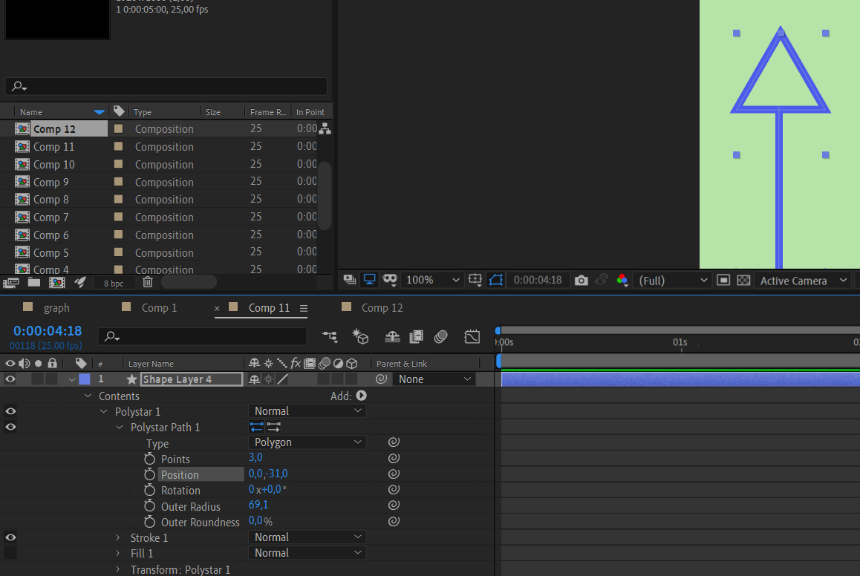 1 0:00:05:00, 25,00 fps
Name Type Size Frame R... In Point
Comp 12 Composition 25 0:00
Comp 11 Composition 25 0:00
Comp 10 Composition 25 0:00
Comp 9 Composition 25 0:00
Comp 8 Composition 25 0:00
Comp 7 Composition 25 0:00
Comp 6 Composition 25 0:00
Comp 5 Composition 25 0:00
Comp 4 Composition 25 0:00
8 bpc
100% 0:00:04:18 (Full) Active Camera
graph Comp 1 × Comp 11 Comp 12
0:00:04:18
00118 (25.00 fps)
:00s 01s
# Layer Name Parent & Link
1 Shape Layer 4 None
Contents Add:
Polystar 1 Normal
Polystar Path 1
Type Polygon
Points 3,0
Position 0,0,-31,0
Rotation 0x+0,0°
Outer Radius 69,1
Outer Roundness 0,0%
Stroke 1 Normal
Fill 1 Normal
Transform: Polystar 1